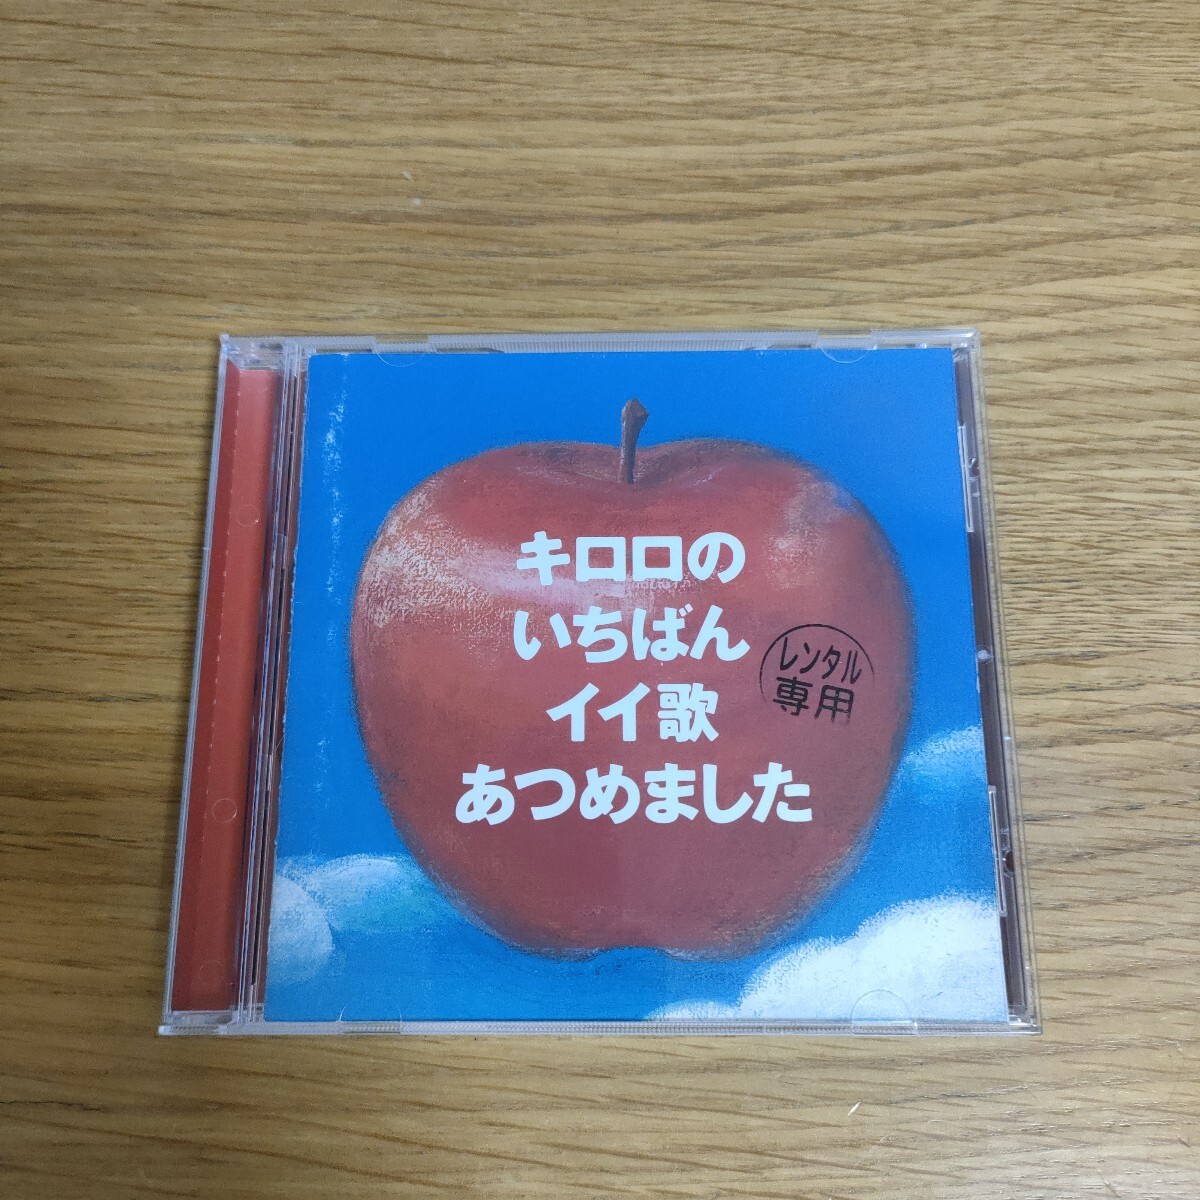 キロロの
いちばん
イイ歌
あつめました
レンタル
専用